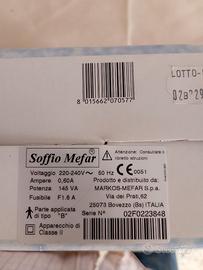 8 015662 070577
LOTTO
Soffio Mefar
Attenzione: Consultare il
libretto istruzioni
Voltaggio 220-240V~ 50 Hz CE 0051
Ampere 0,60A
Potenza 145 VA
Fusibili F1.6 A
Prodotto e distribuito da:
MARKOS-MEFAR S.p.a.
Via dei Prati,62
25073 Bovezzo (Bs) ITALIA
Parte applicata
di tipo "B"
Serie N° 02F0223848
Apparecchio di
Classe II